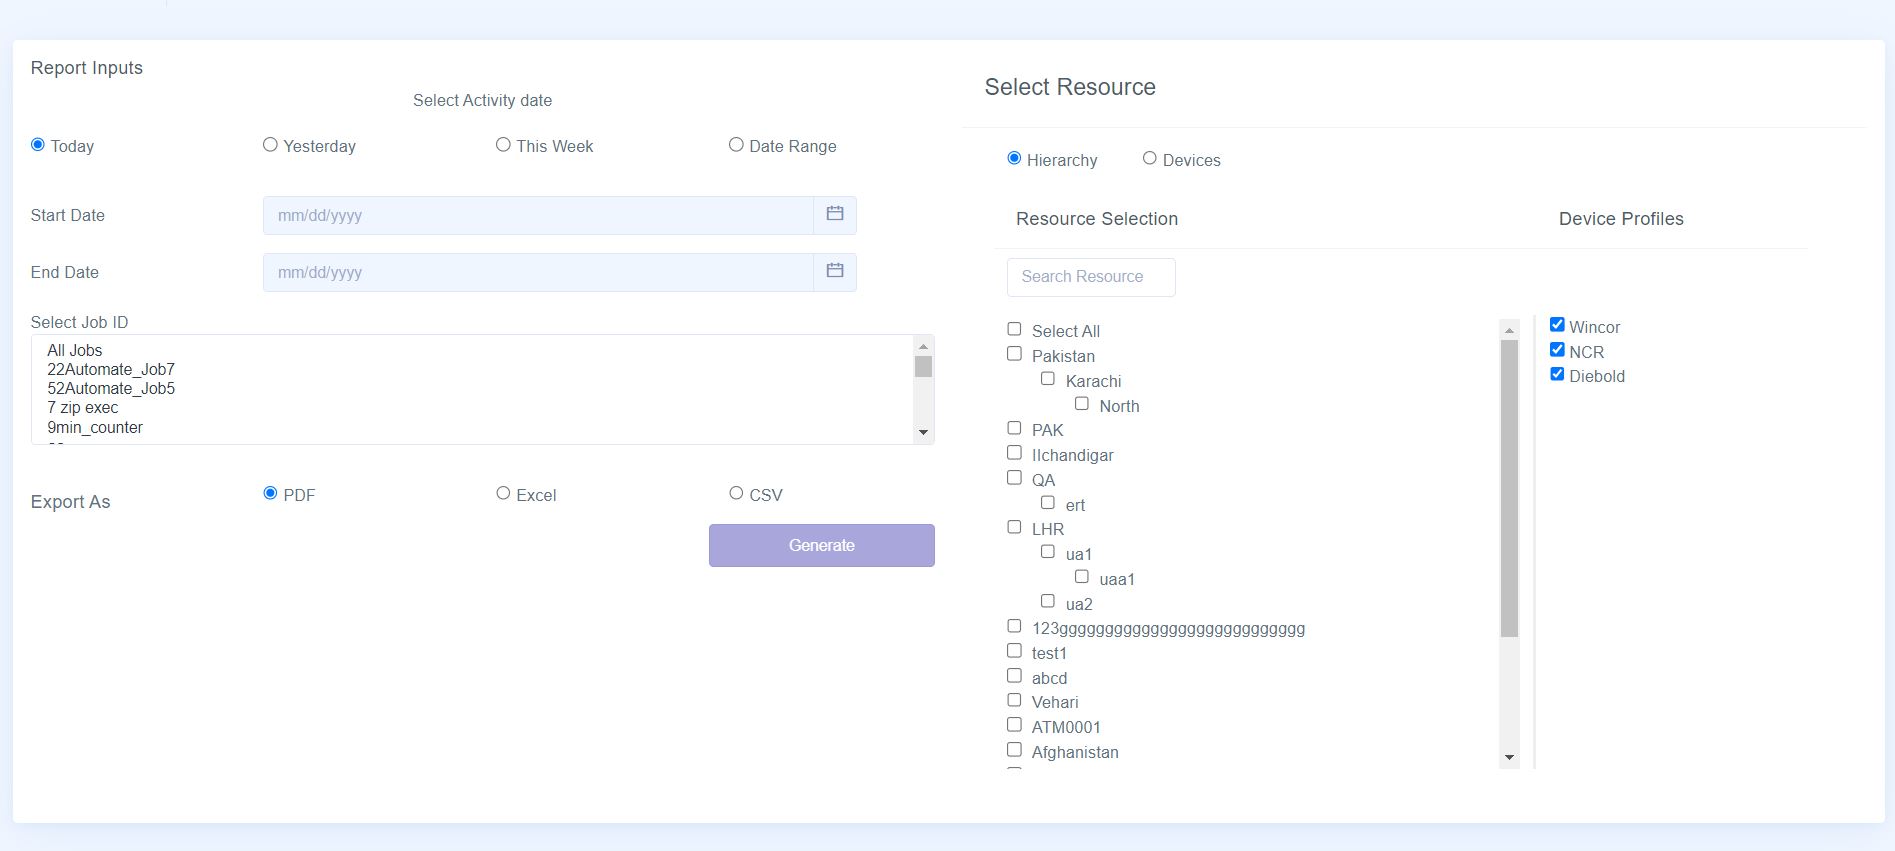 Report Inputs
Select Activity date
Today
Yesterday
This Week
Date Range
Start Date
mm/dd/yyyy
End Date
mm/dd/yyyy
Select Job ID
All Jobs
22Automate_Job7
52Automate_Job5
7 zip exec
9min_counter
Export As
PDF
Excel
CSV
Generate
Select Resource
Hierarchy
Devices
Resource Selection
Device Profiles
Search Resource
Select All
Pakistan
Karachi
North
PAK
IIchandigar
QA
ert
LHR
ua1
uaa1
ua2
123ggggggggggggggggggggggggggg
test1
abcd
Vehari
ATM0001
Afghanistan
Wincor
NCR
Diebold